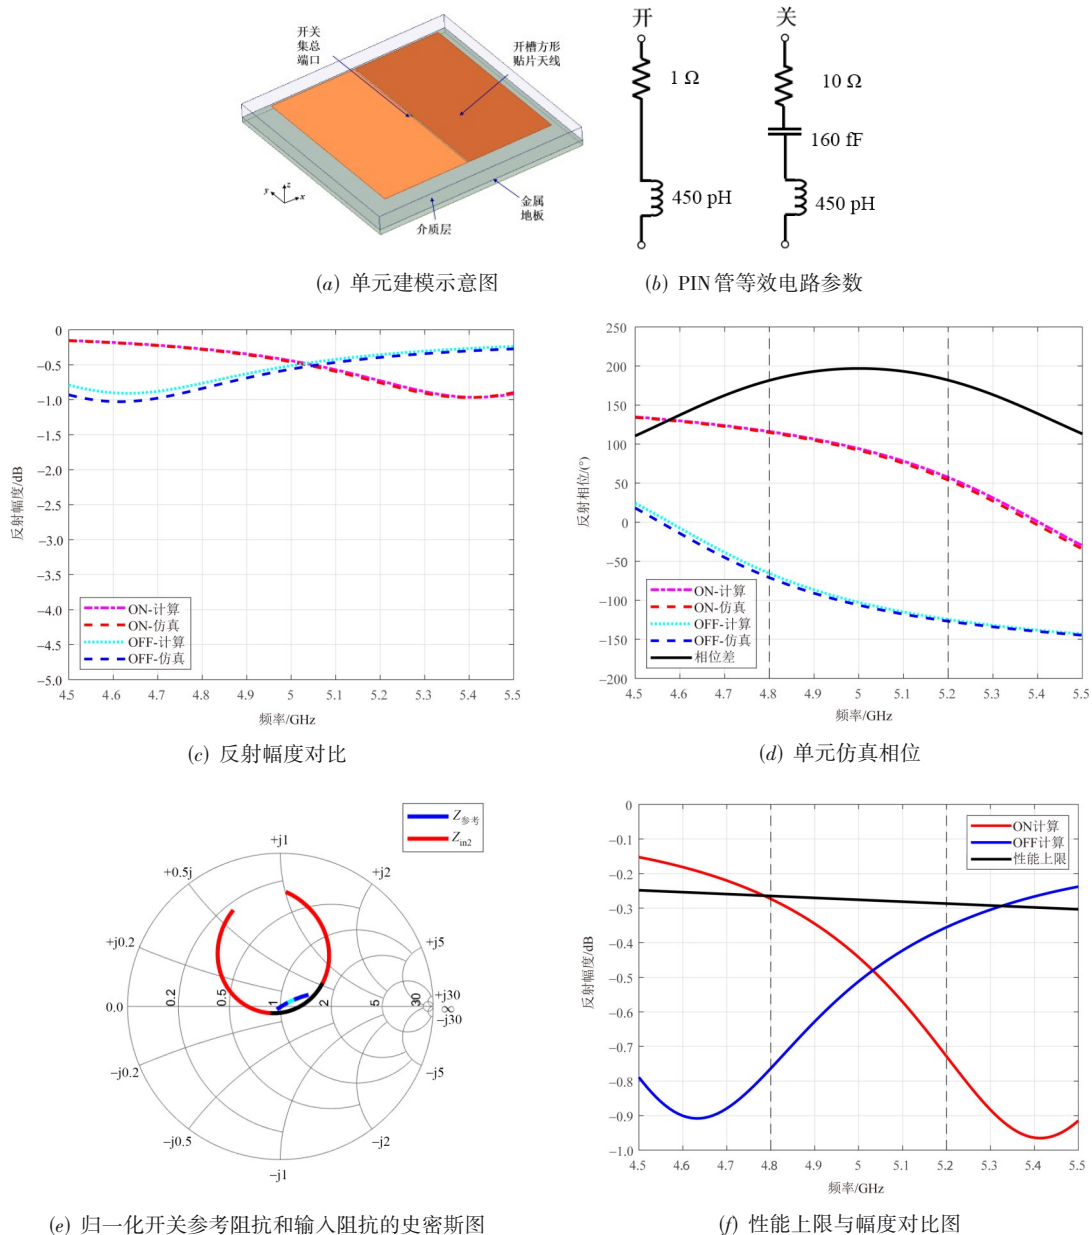 开关
集总
端口
开槽方形
贴片天线
y
z
x
介质层
金属
地板
(a) 单元建模示意图
开
关
1 Ω
10 Ω
160 fF
450 pH
450 pH
(b) PIN管等效电路参数
0
−0.5
−1.0
−1.5
−2.0
−2.5
−3.0
−3.5
−4.0
−4.5
−5.0
反射幅度/dB
ON-计算
ON-仿真
OFF-计算
OFF-仿真
4.5 4.6 4.7 4.8 4.9 5 5.1 5.2 5.3 5.4 5.5
频率/GHz
(c) 反射幅度对比
250
200
150
100
50
0
−50
−100
−150
−200
反射相位/(°)
ON-计算
ON-仿真
OFF-计算
OFF-仿真
相位差
4.5 4.6 4.7 4.8 4.9 5 5.1 5.2 5.3 5.4 5.5
频率/GHz
(d) 单元仿真相位
Z参考
Zin2
+j1
+0.5j
+j2
+j0.2
+j5
0.0
0.2
0.5
1
2
5
30
+j30
∞
−j30
−j0.2
−j5
−j0.5
−j2
−j1
(e) 归一化开关参考阻抗和输入阻抗的史密斯图
0
−0.1
−0.2
−0.3
−0.4
−0.5
−0.6
−0.7
−0.8
−0.9
−1.0
反射幅度/dB
ON计算
OFF计算
性能上限
4.5 4.6 4.7 4.8 4.9 5 5.1 5.2 5.3 5.4 5.5
频率/GHz
(f) 性能上限与幅度对比图